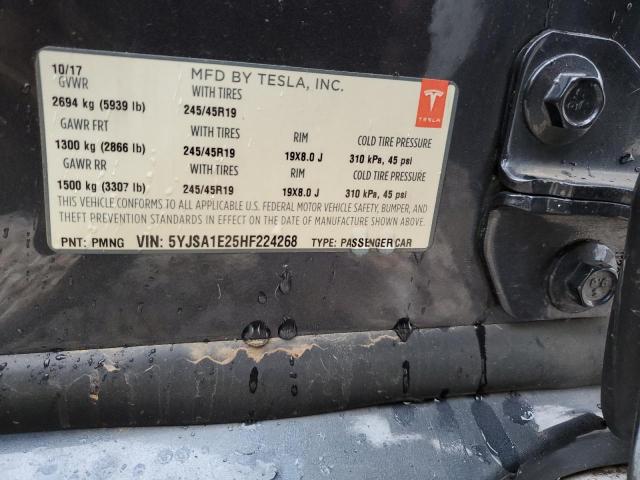 10/17 MFD BY TESLA, INC.
GVWR WITH TIRES
2694 kg (5939 lb) 245/45R19
TESLA
GAWR FRT WITH TIRES RIM COLD TIRE PRESSURE
1300 kg (2866 lb) 245/45R19 19X8.0 J 310 kPa, 45 psi
GAWR RR WITH TIRES RIM COLD TIRE PRESSURE
1500 kg (3307 lb) 245/45R19 19X8.0 J 310 kPa, 45 psi
THIS VEHICLE CONFORMS TO ALL APPLICABLE U.S. FEDERAL MOTOR VEHICLE SAFETY, BUMPER, AND
THEFT PREVENTION STANDARDS IN EFFECT ON THE DATE OF MANUFACTURE SHOWN ABOVE.
PNT: PMNG VIN: 5YJSA1E25HF224268 TYPE: PASSENGER CAR